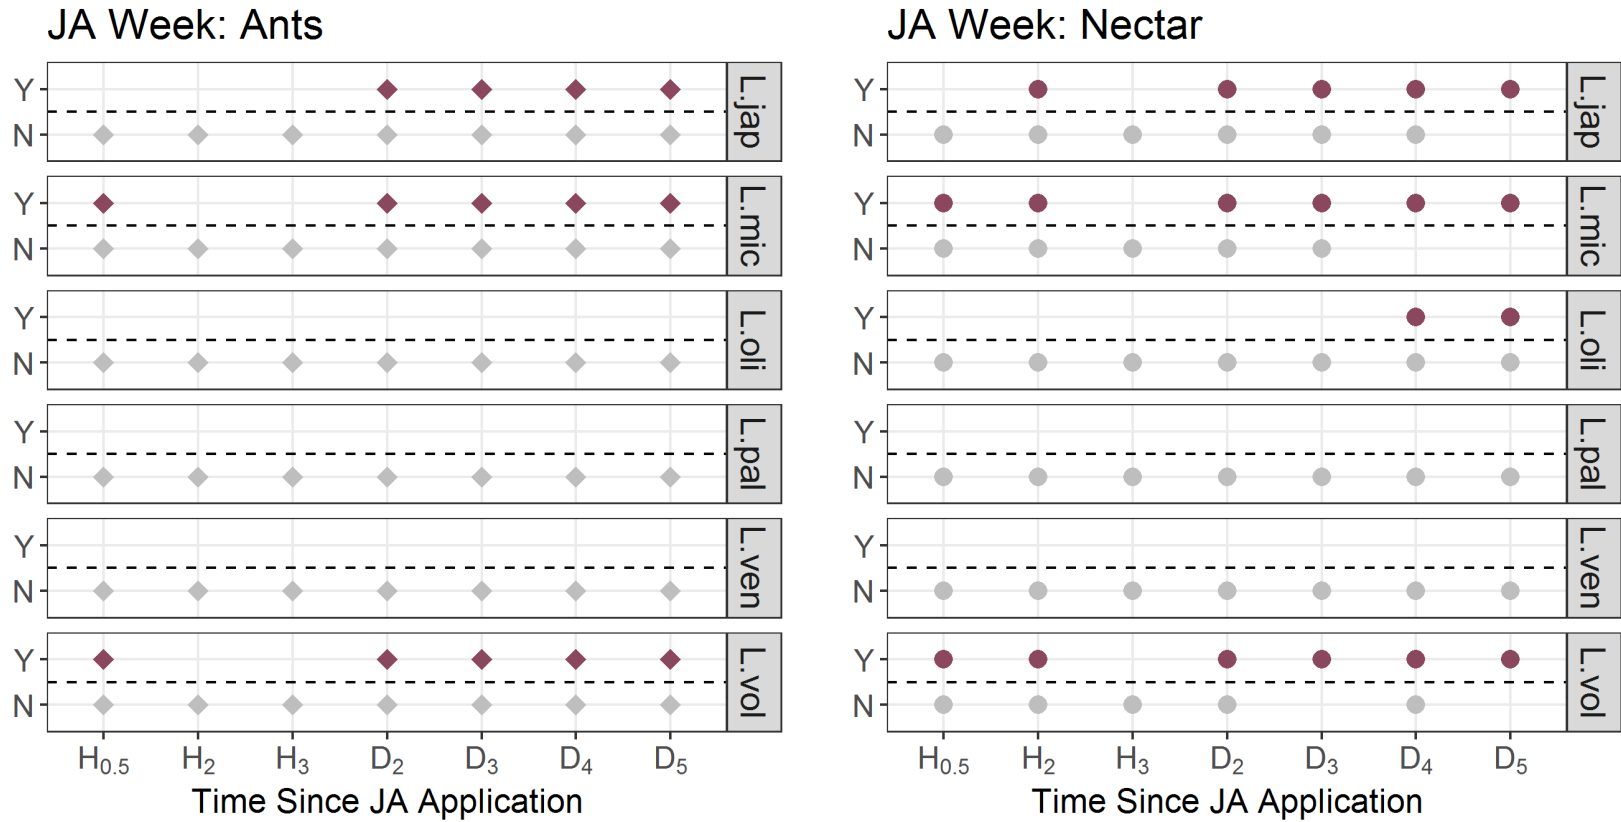 JA Week: Ants
Y
N
L.jap
Y
N
L.mic
Y
N
L.oli
Y
N
L.pal
Y
N
L.ven
Y
N
L.vol
H0.5 H2 H3 D2 D3 D4 D5
Time Since JA Application
JA Week: Nectar
Y
N
L.jap
Y
N
L.mic
Y
N
L.oli
Y
N
L.pal
Y
N
L.ven
Y
N
L.vol
H0.5 H2 H3 D2 D3 D4 D5
Time Since JA Application